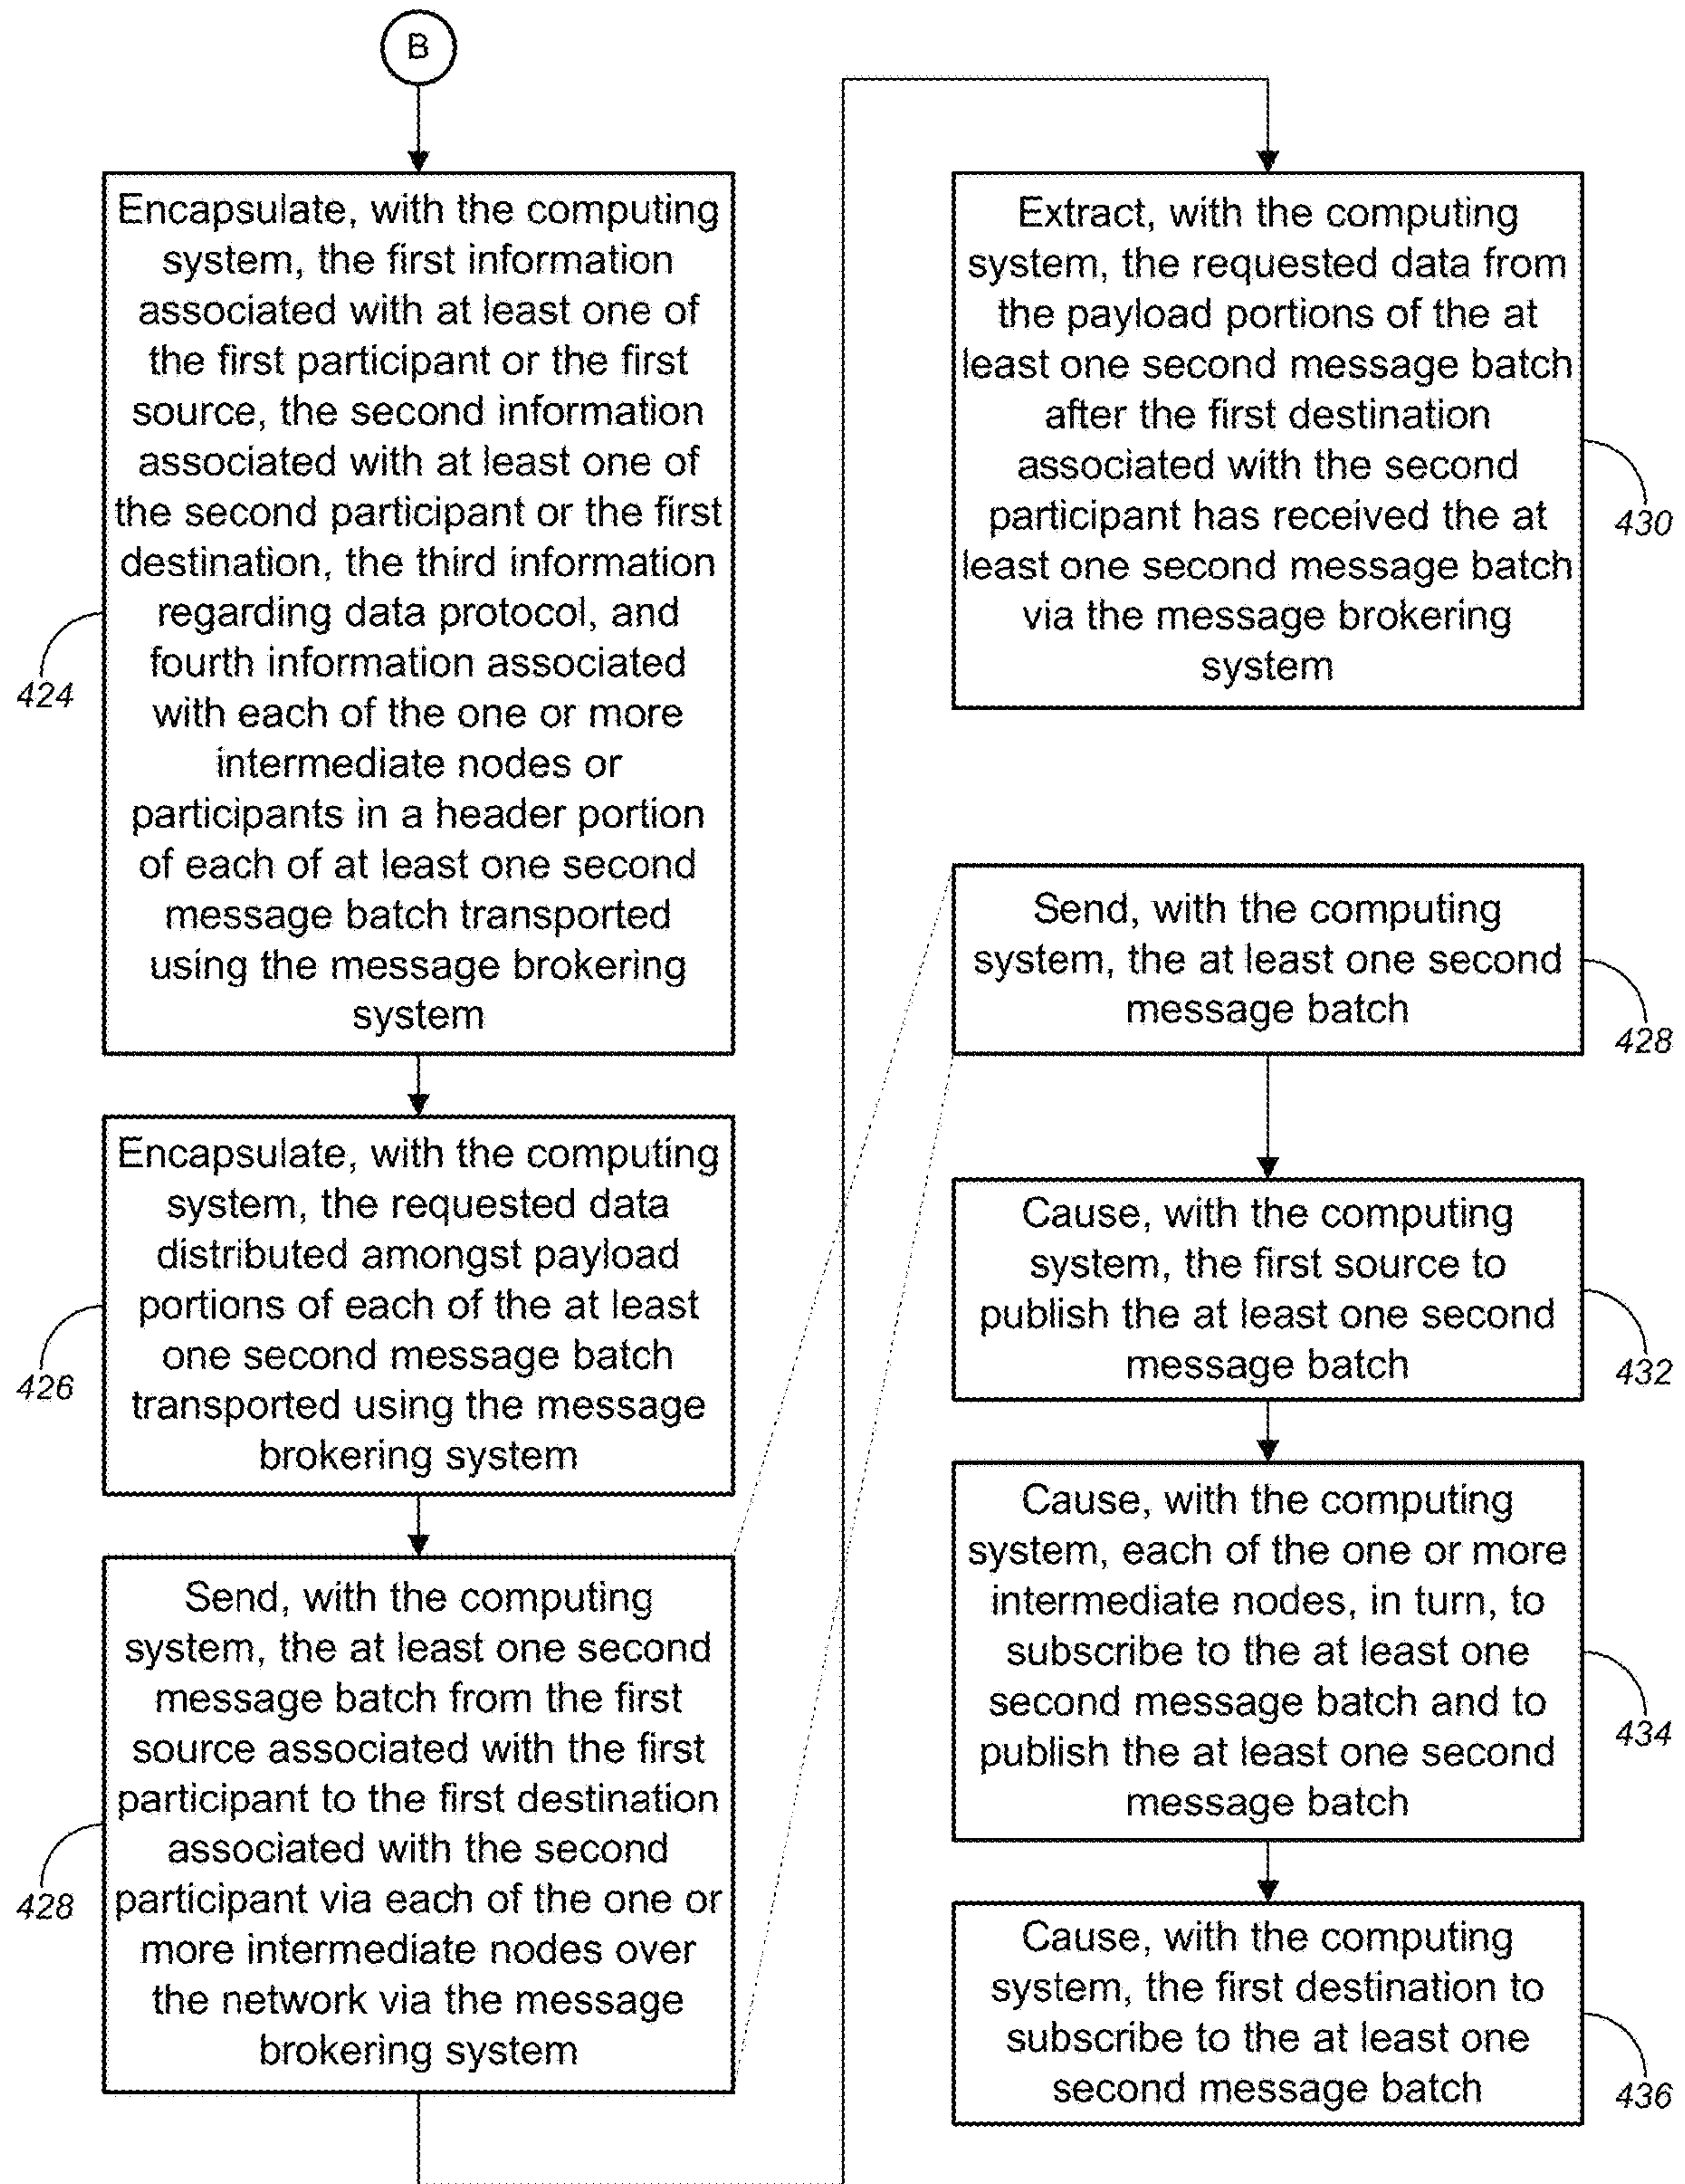 B
Encapsulate, with the computing
system, the first information
associated with at least one of
the first participant or the first
source, the second information
associated with at least one of
the second participant or the first
destination, the third information
regarding data protocol, and
fourth information associated
with each of the one or more
intermediate nodes or
participants in a header portion
of each of at least one second
message batch transported
using the message brokering
system
424
Encapsulate, with the computing
system, the requested data
distributed amongst payload
portions of each of the at least
one second message batch
transported using the message
brokering system
426
Send, with the computing
system, the at least one second
message batch from the first
source associated with the first
participant to the first destination
associated with the second
participant via each of the one or
more intermediate nodes over
the network via the message
brokering system
428
Extract, with the computing
system, the requested data from
the payload portions of the at
least one second message batch
after the first destination
associated with the second
participant has received the at
least one second message batch
via the message brokering
system
430
Send, with the computing
system, the at least one second
message batch
428
Cause, with the computing
system, the first source to
publish the at least one second
message batch
432
Cause, with the computing
system, each of the one or more
intermediate nodes, in turn, to
subscribe to the at least one
second message batch and to
publish the at least one second
message batch
434
Cause, with the computing
system, the first destination to
subscribe to the at least one
second message batch
436